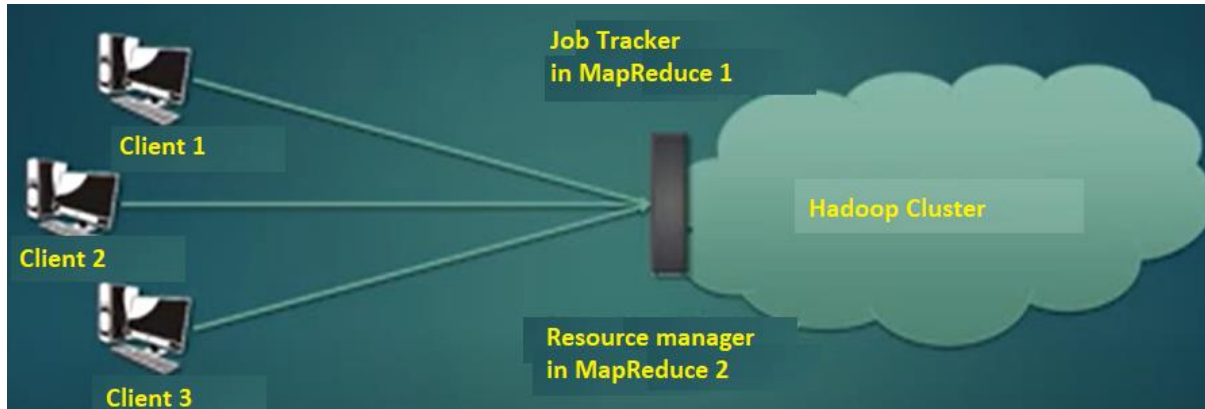 Job Tracker
in MapReduce 1
Client 1
Hadoop Cluster
Client 2
Resource manager
in MapReduce 2
Client 3